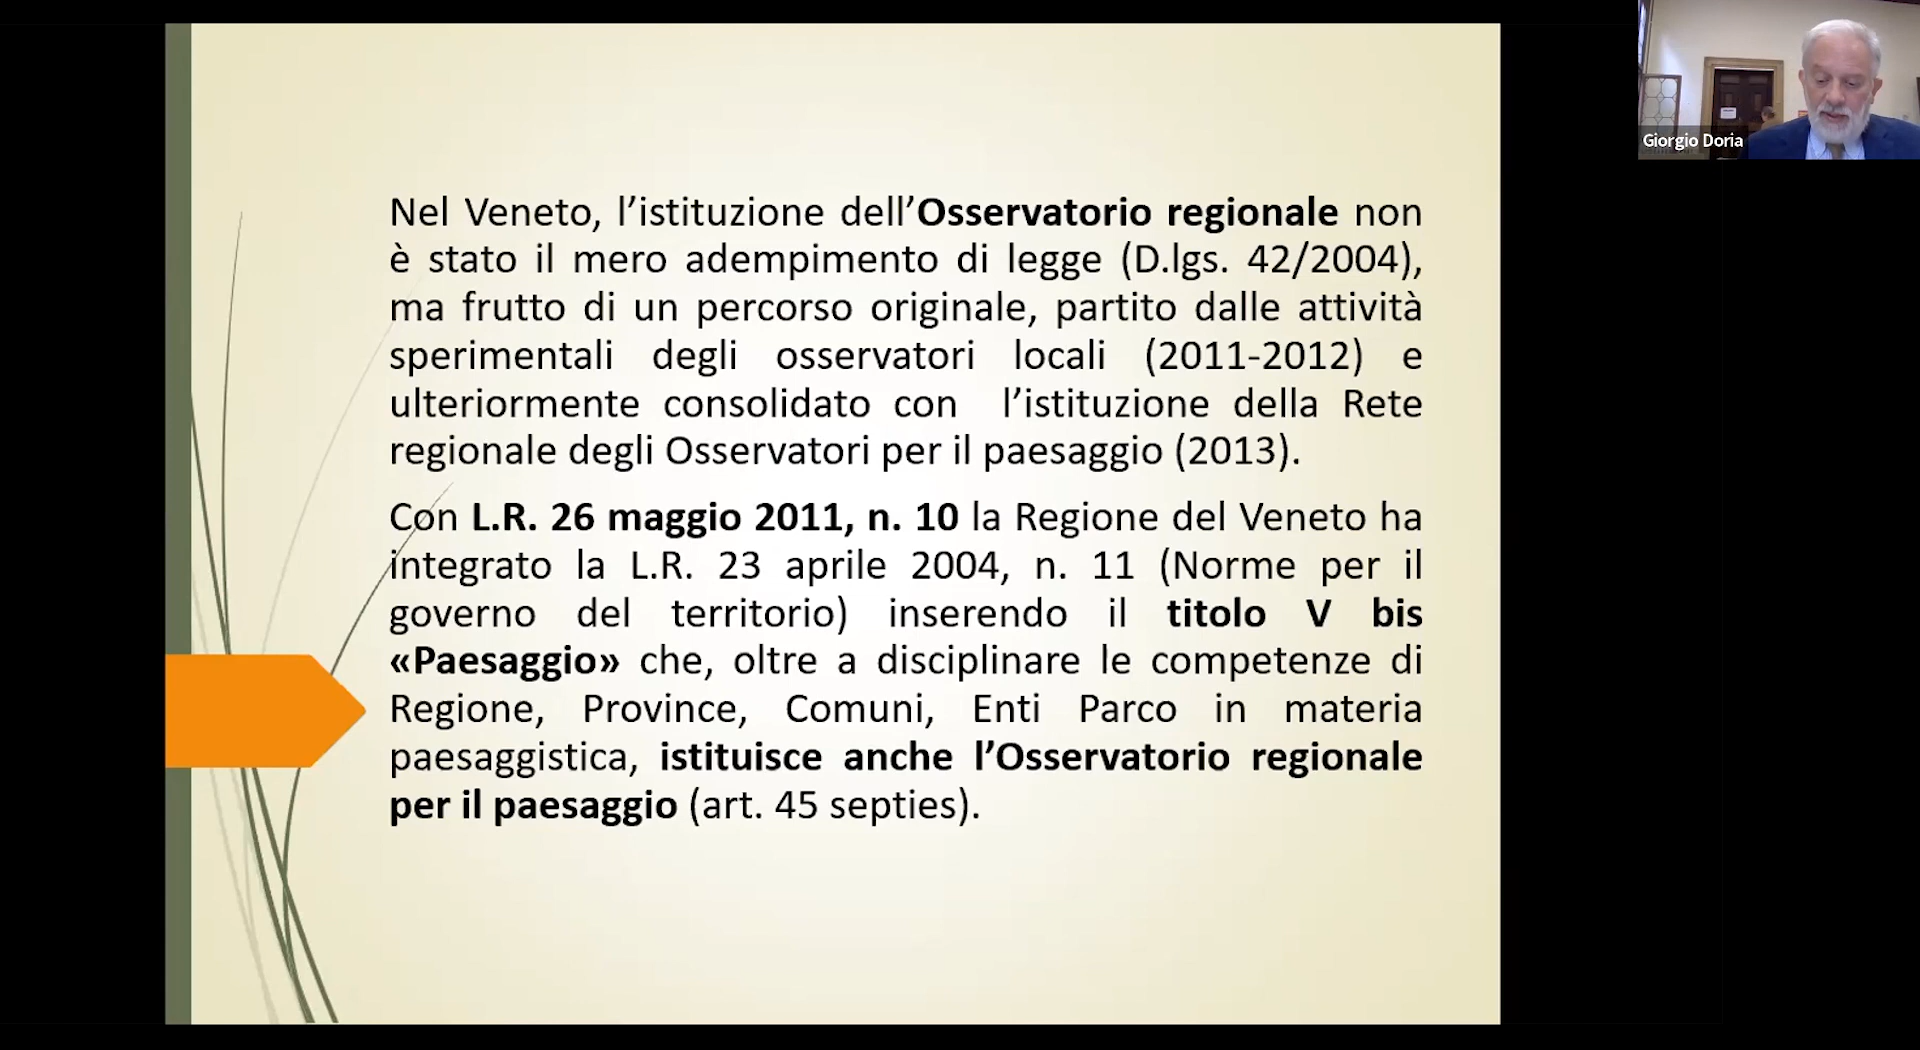 Nel Veneto, l’istituzione dell’Osservatorio regionale non
è stato il mero adempimento di legge (D.lgs. 42/2004),
ma frutto di un percorso originale, partito dalle attività
sperimentali degli osservatori locali (2011-2012) e
ulteriormente consolidato con l’istituzione della Rete
regionale degli Osservatori per il paesaggio (2013).
Con L.R. 26 maggio 2011, n. 10 la Regione del Veneto ha
integrato la L.R. 23 aprile 2004, n. 11 (Norme per il
governo del territorio) inserendo il titolo V bis
«Paesaggio» che, oltre a disciplinare le competenze di
Regione, Province, Comuni, Enti Parco in materia
paesaggistica, istituisce anche l’Osservatorio regionale
per il paesaggio (art. 45 septies).
Giorgio Doria